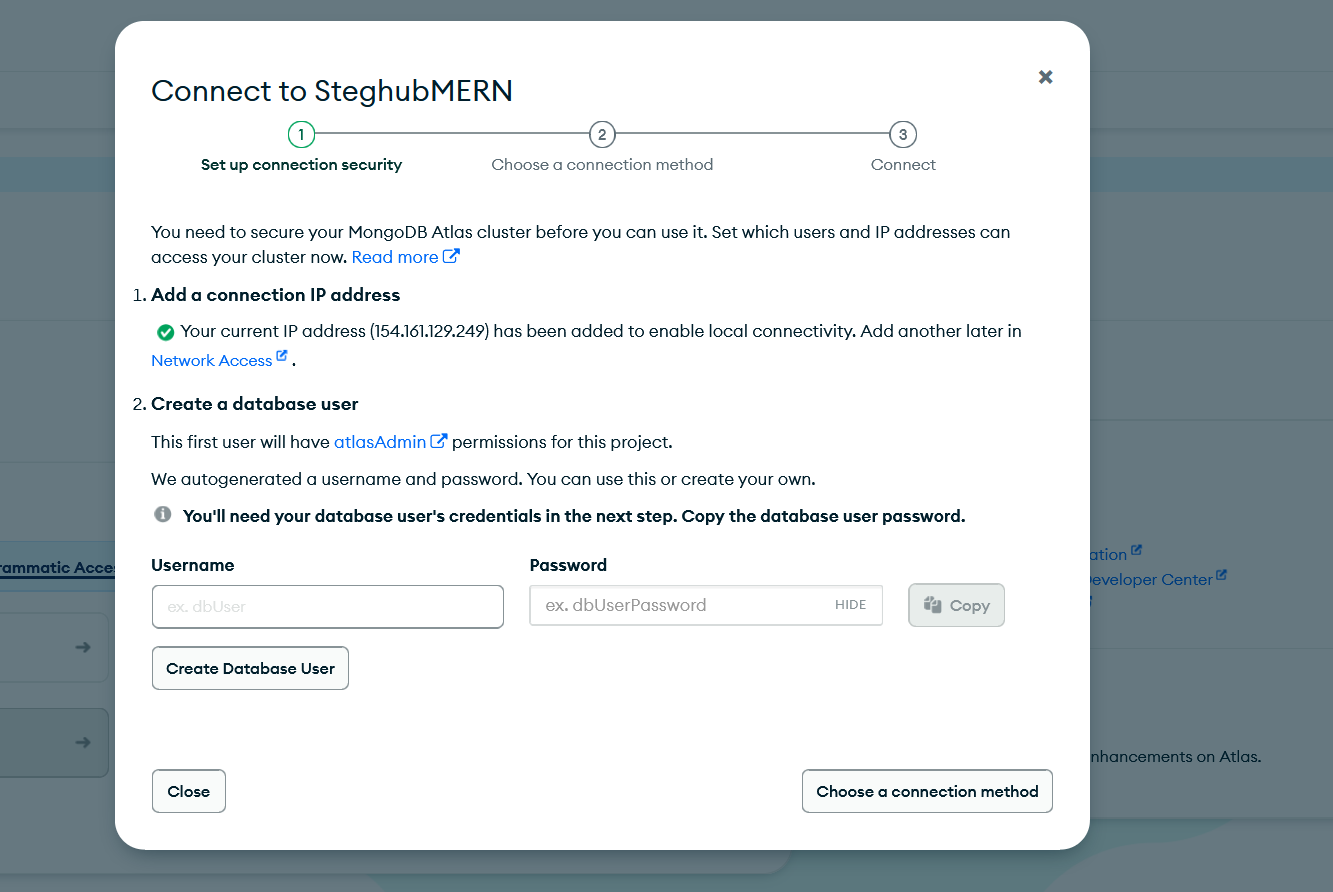 Connect to SteghubMERN
1
2
3
Set up connection security
Choose a connection method
Connect
You need to secure your MongoDB Atlas cluster before you can use it. Set which users and IP addresses can
access your cluster now. Read more
1. Add a connection IP address
Your current IP address (154.161.129.249) has been added to enable local connectivity. Add another later in
Network Access .
2. Create a database user
This first user will have atlasAdmin permissions for this project.
We autogenerated a username and password. You can use this or create your own.
You'll need your database user's credentials in the next step. Copy the database user password.
Username
Password
ex. dbUser
ex. dbUserPassword
HIDE
Copy
Create Database User
Close
Choose a connection method
rammatic Acces
ation
eveloper Center
nhancements on Atlas.